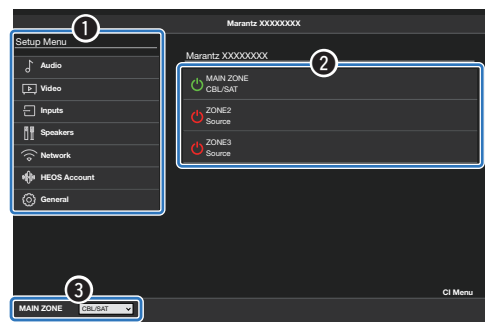 Marantz XXXXXXXX
1
Setup Menu
Audio
Video
Inputs
Speakers
Network
HEOS Account
General
Marantz XXXXXXXX
2
MAIN ZONE
CBL/SAT
ZONE2
Source
ZONE3
Source
CI Menu
3
MAIN ZONE CBL/SAT